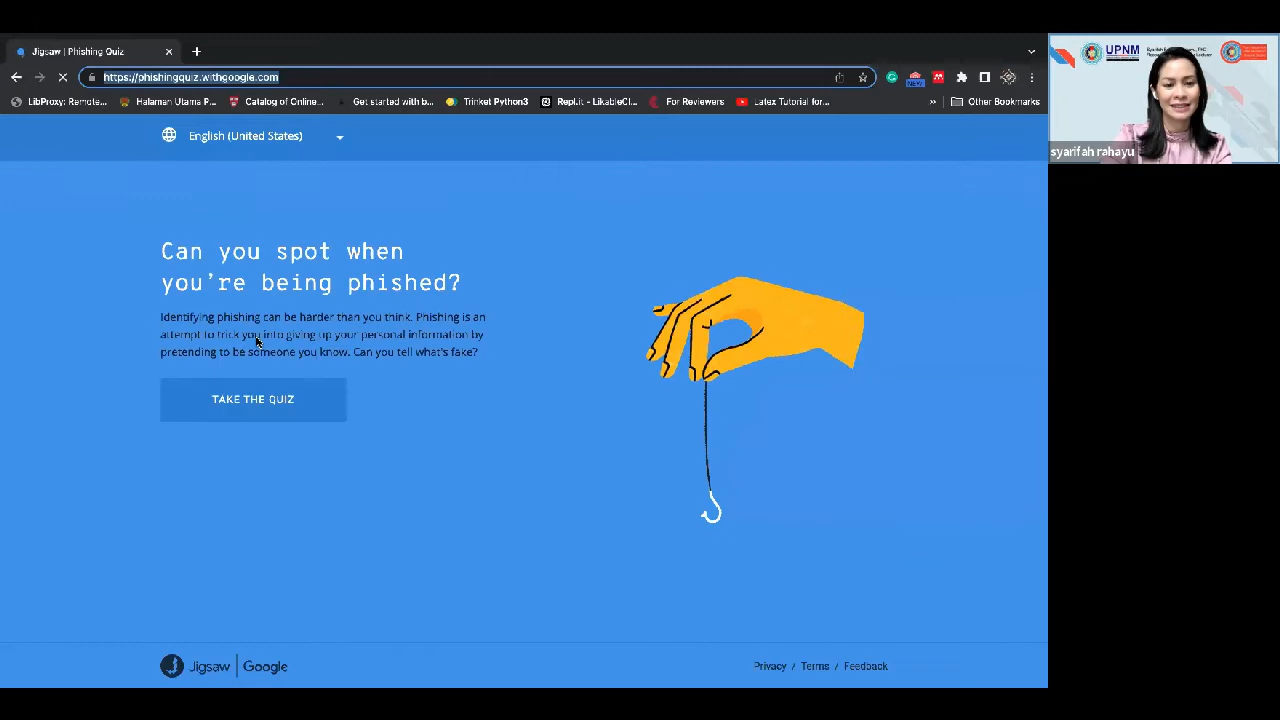 Jigsaw | Phishing Quiz
https://phishingquiz.withgoogle.com
LibProxy: Remote...
Halaman Utama P...
Catalog of Online...
Get started with b...
Trinket Python3
Repl.it - LikableCl...
For Reviewers
Latex Tutorial for...
»
Other Bookmarks
NEW
English (United States)
Can you spot when
you're being phished?
Identifying phishing can be harder than you think. Phishing is an
attempt to trick you into giving up your personal information by
pretending to be someone you know. Can you tell what's fake?
TAKE THE QUIZ
Jigsaw | Google
Privacy / Terms / Feedback
UPNM
syarifah rahayu